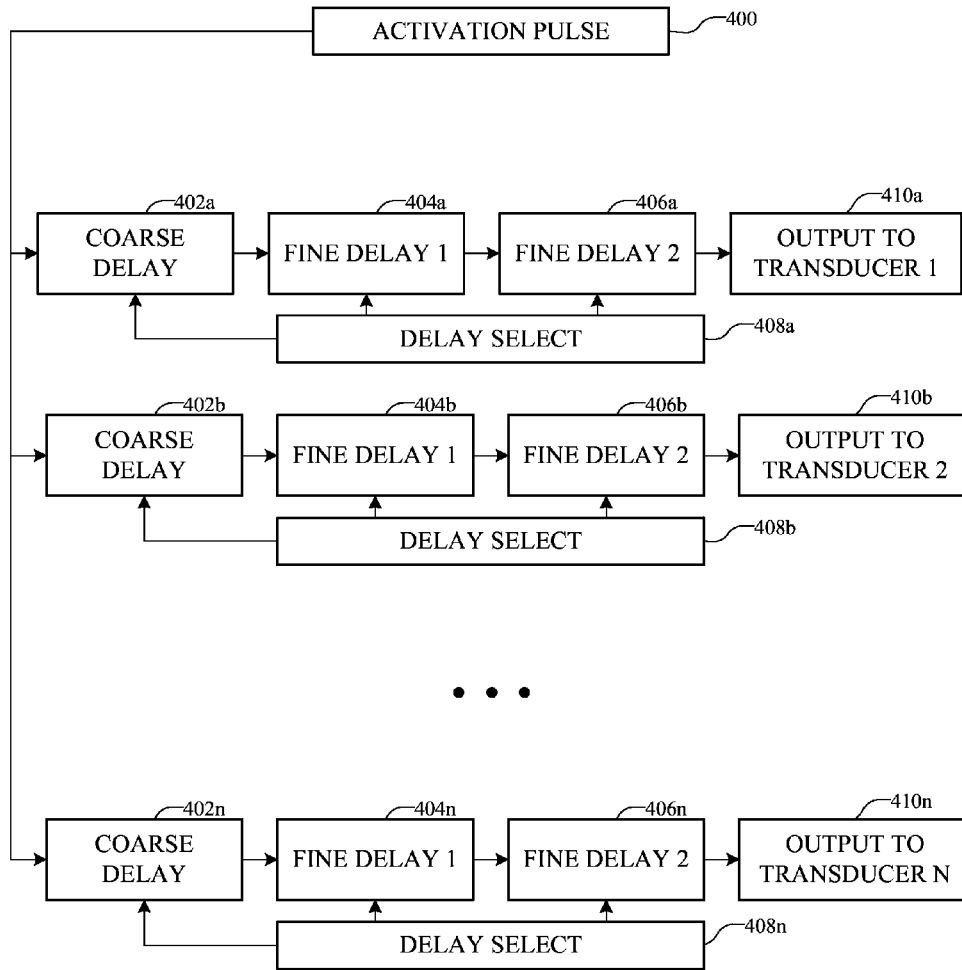 ACTIVATION PULSE
400
402a
404a
406a
410a
COARSE
DELAY
FINE DELAY 1
FINE DELAY 2
OUTPUT TO
TRANSDUCER 1
DELAY SELECT
408a
402b
404b
406b
410b
COARSE
DELAY
FINE DELAY 1
FINE DELAY 2
OUTPUT TO
TRANSDUCER 2
DELAY SELECT
408b
• • •
402n
404n
406n
410n
COARSE
DELAY
FINE DELAY 1
FINE DELAY 2
OUTPUT TO
TRANSDUCER N
DELAY SELECT
408n